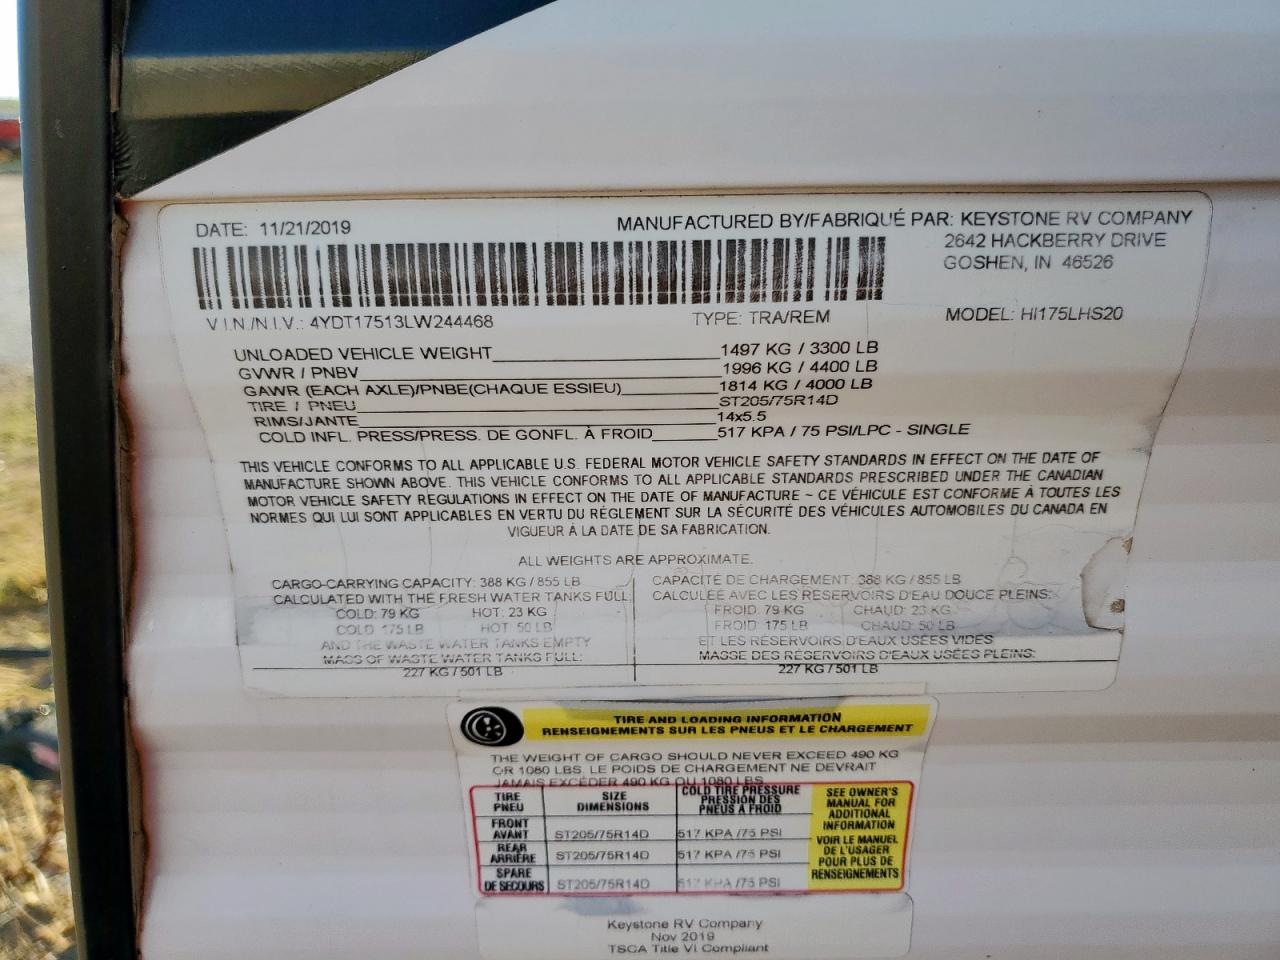 DATE: 11/21/2019
MANUFACTURED BY/FABRIQUÉ PAR: KEYSTONE RV COMPANY
2642 HACKBERRY DRIVE
GOSHEN, IN 46526
V.I.N./N.I.V.: 4YDT17513LW244468
TYPE: TRA/REM
MODEL: HI175LHS20
UNLOADED VEHICLE WEIGHT 1497 KG / 3300 LB
GVWR / PNBV 1996 KG / 4400 LB
GAWR (EACH AXLE)/PNBE(CHAQUE ESSIEU) 1814 KG / 4000 LB
TIRE / PNEU ST205/75R14D
RIMS/JANTE 14x5.5
COLD INFL. PRESS/PRESS. DE GONFL. À FROID 517 KPA / 75 PSI/LPC - SINGLE
THIS VEHICLE CONFORMS TO ALL APPLICABLE U.S. FEDERAL MOTOR VEHICLE SAFETY STANDARDS IN EFFECT ON THE DATE OF
MANUFACTURE SHOWN ABOVE. THIS VEHICLE CONFORMS TO ALL APPLICABLE STANDARDS PRESCRIBED UNDER THE CANADIAN
MOTOR VEHICLE SAFETY REGULATIONS IN EFFECT ON THE DATE OF MANUFACTURE ~ CE VÉHICULE EST CONFORME À TOUTES LES
NORMES QUI LUI SONT APPLICABLES EN VERTU DU RÈGLEMENT SUR LA SÉCURITÉ DES VÉHICULES AUTOMOBILES DU CANADA EN
VIGUEUR À LA DATE DE SA FABRICATION.
ALL WEIGHTS ARE APPROXIMATE.
CARGO-CARRYING CAPACITY: 388 KG / 855 LB
CALCULATED WITH THE FRESH WATER TANKS FULL
COLD: 79 KG HOT: 23 KG
COLD 175 LB HOT: 50 LB
AND THE WASTE WATER TANKS EMPTY
MASS OF WASTE WATER TANKS FULL:
227 KG / 501 LB
CAPACITÉ DE CHARGEMENT: 388 KG / 855 LB
CALCULÉE AVEC LES RÉSERVOIRS D'EAU DOUCE PLEINS:
FROID: 79 KG CHAUD: 23 KG
FROID: 175 LB CHAUD: 50 LB
ET LES RÉSERVOIRS D'EAUX USÉES VIDES
MASSE DES RÉSERVOIRS D'EAUX USÉES PLEINS:
227 KG / 501 LB
TIRE AND LOADING INFORMATION
RENSEIGNEMENTS SUR LES PNEUS ET LE CHARGEMENT
THE WEIGHT OF CARGO SHOULD NEVER EXCEED 490 KG
OR 1080 LBS. LE POIDS DE CHARGEMENT NE DEVRAIT
JAMAIS EXCÉDER 490 KG OU 1080 LBS
TIRE
PNEU
SIZE
DIMENSIONS
COLD TIRE PRESSURE
PRESSION DES
PNEUS A FROID
FRONT
AVANT
ST205/75R14D 517 KPA /75 PSI
REAR
ARRIÈRE
ST205/75R14D 517 KPA /75 PSI
SPARE
DE SECOURS
ST205/75R14D 517 KPA /75 PSI
SEE OWNER'S
MANUAL FOR
ADDITIONAL
INFORMATION
VOIR LE MANUEL
DE L'USAGER
POUR PLUS DE
RENSEIGNEMENTS
Keystone RV Company
Nov 2019
TSCA Title VI Compliant